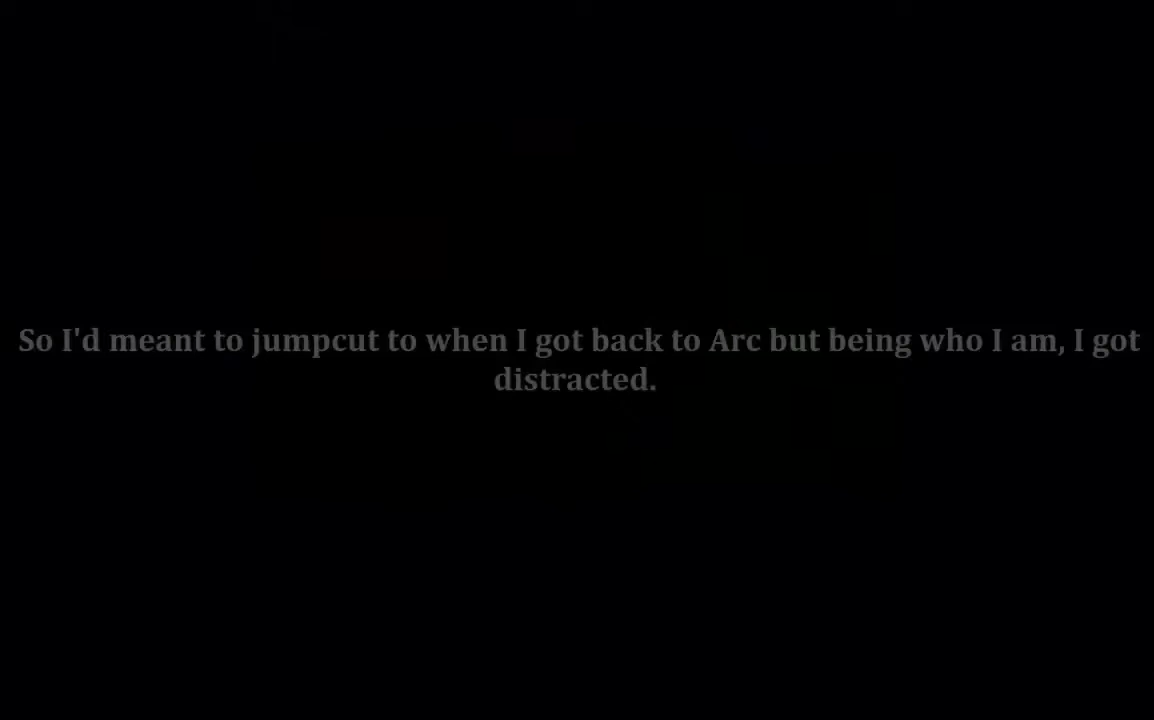 So I'd meant to jumpcut to when I got back to Arc but being who I am, I got
distracted.